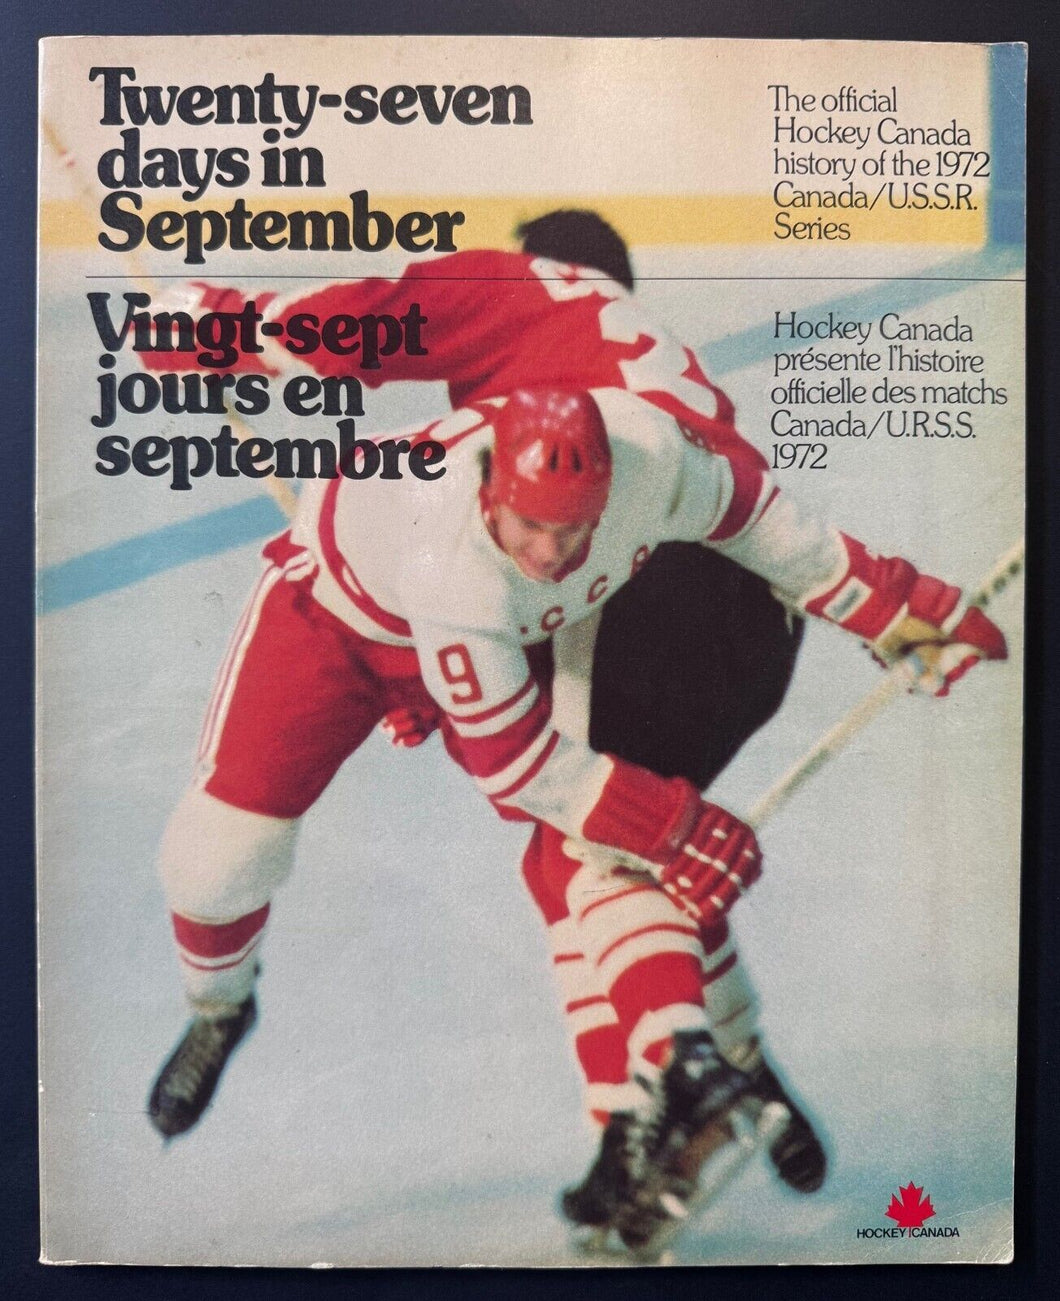 Twenty-seven
days in
September
The official
Hockey Canada
history of the 1972
Canada/U.S.S.R.
Series
Vingt-sept
jours en
septembre
Hockey Canada
présente l'histoire
officielle des matchs
Canada/U.R.S.S.
1972
CCC
9
HOCKEY CANADA